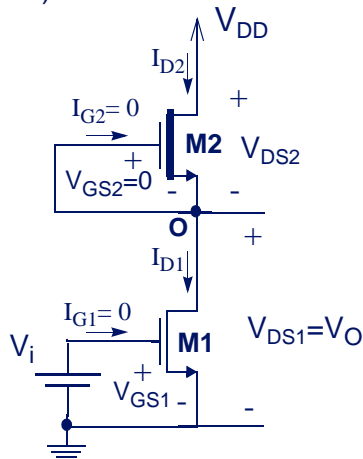 V_DD
I_D2
I_G2 = 0
+
+
M2
V_DS2
V_GS2=0
-
-
O
+
I_D1
I_G1 = 0
V_i
M1
V_DS1=V_O
+
V_GS1
-
-